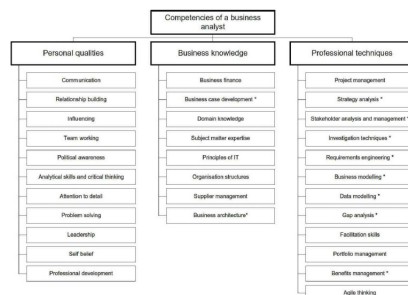 Competencies of a business
analyst
Personal qualities
Communication
Relationship building
Influencing
Team working
Political awareness
Analytical skills and critical thinking
Attention to detail
Problem solving
Leadership
Self belief
Professional development
Business knowledge
Business finance
Business case development *
Domain knowledge
Subject matter expertise
Principles of IT
Organisation structures
Supplier management
Business architecture*
Professional techniques
Project management
Strategy analysis *
Stakeholder analysis and management *
Investigation techniques *
Requirements engineering *
Business modelling *
Data modelling *
Gap analysis *
Facilitation skills
Portfolio management
Benefits management *
Agile thinking